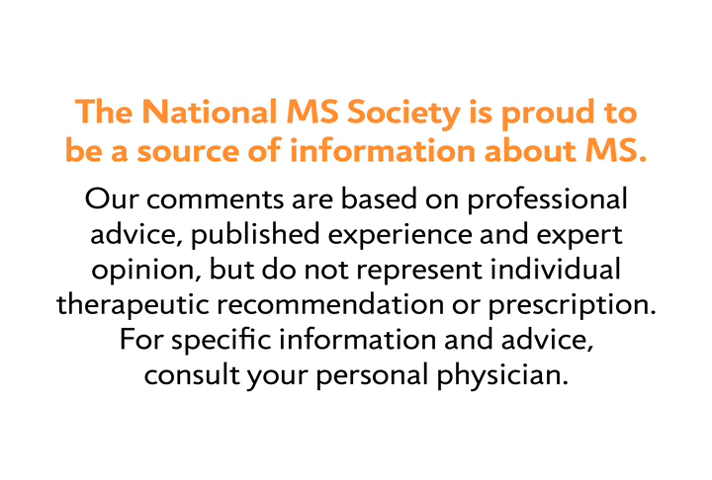 The National MS Society is proud to
be a source of information about MS.
Our comments are based on professional
advice, published experience and expert
opinion, but do not represent individual
therapeutic recommendation or prescription.
For specific information and advice,
consult your personal physician.